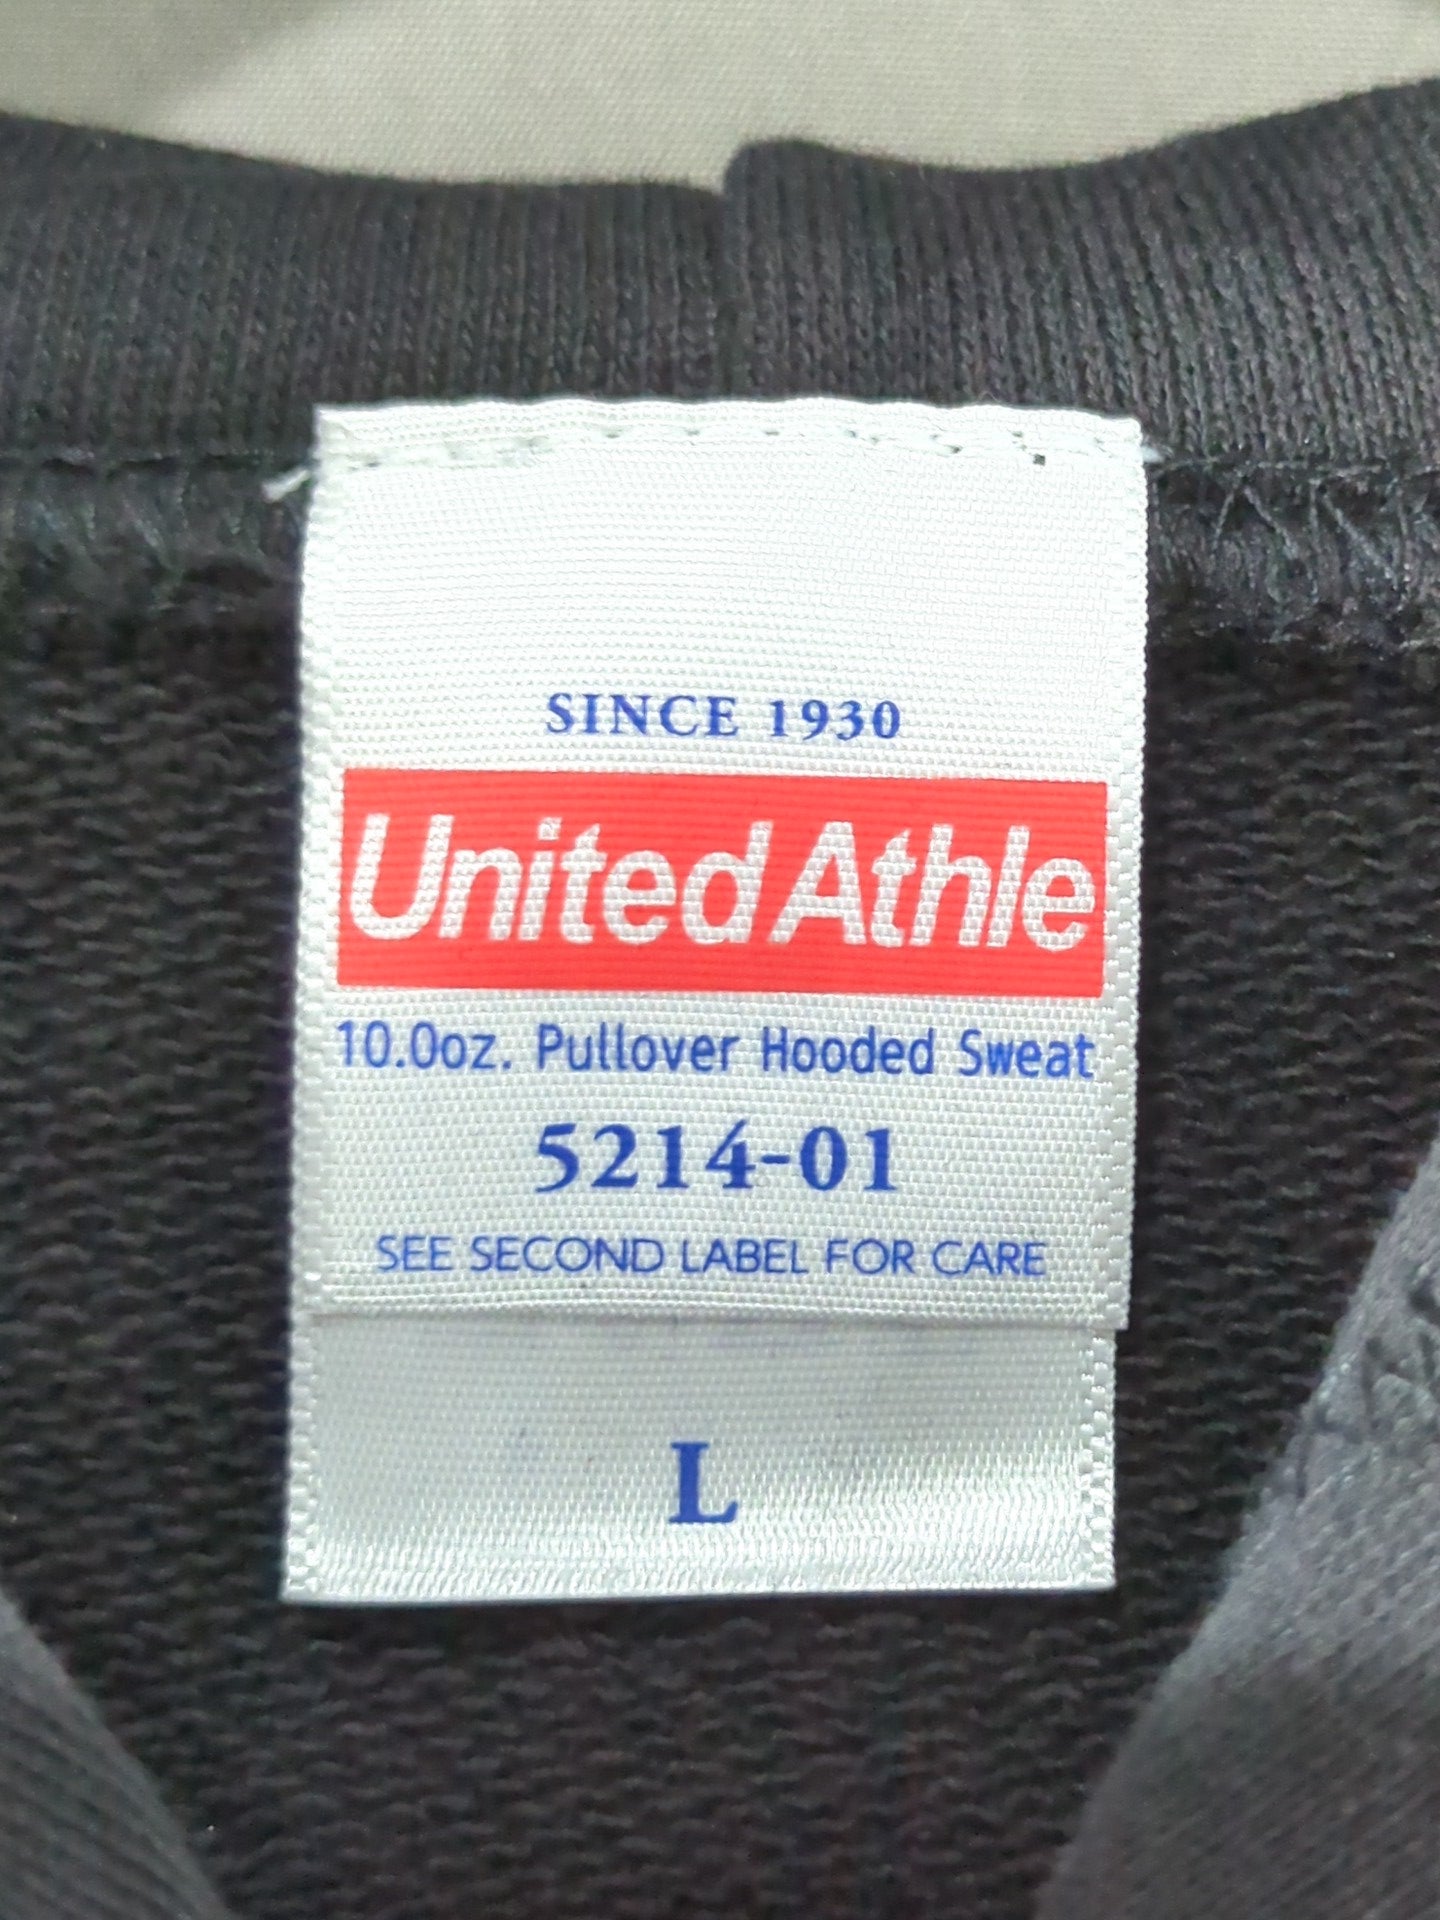 SINCE 1930
United Athle
10.0oz. Pullover Hooded Sweat
5214-01
SEE SECOND LABEL FOR CARE
L